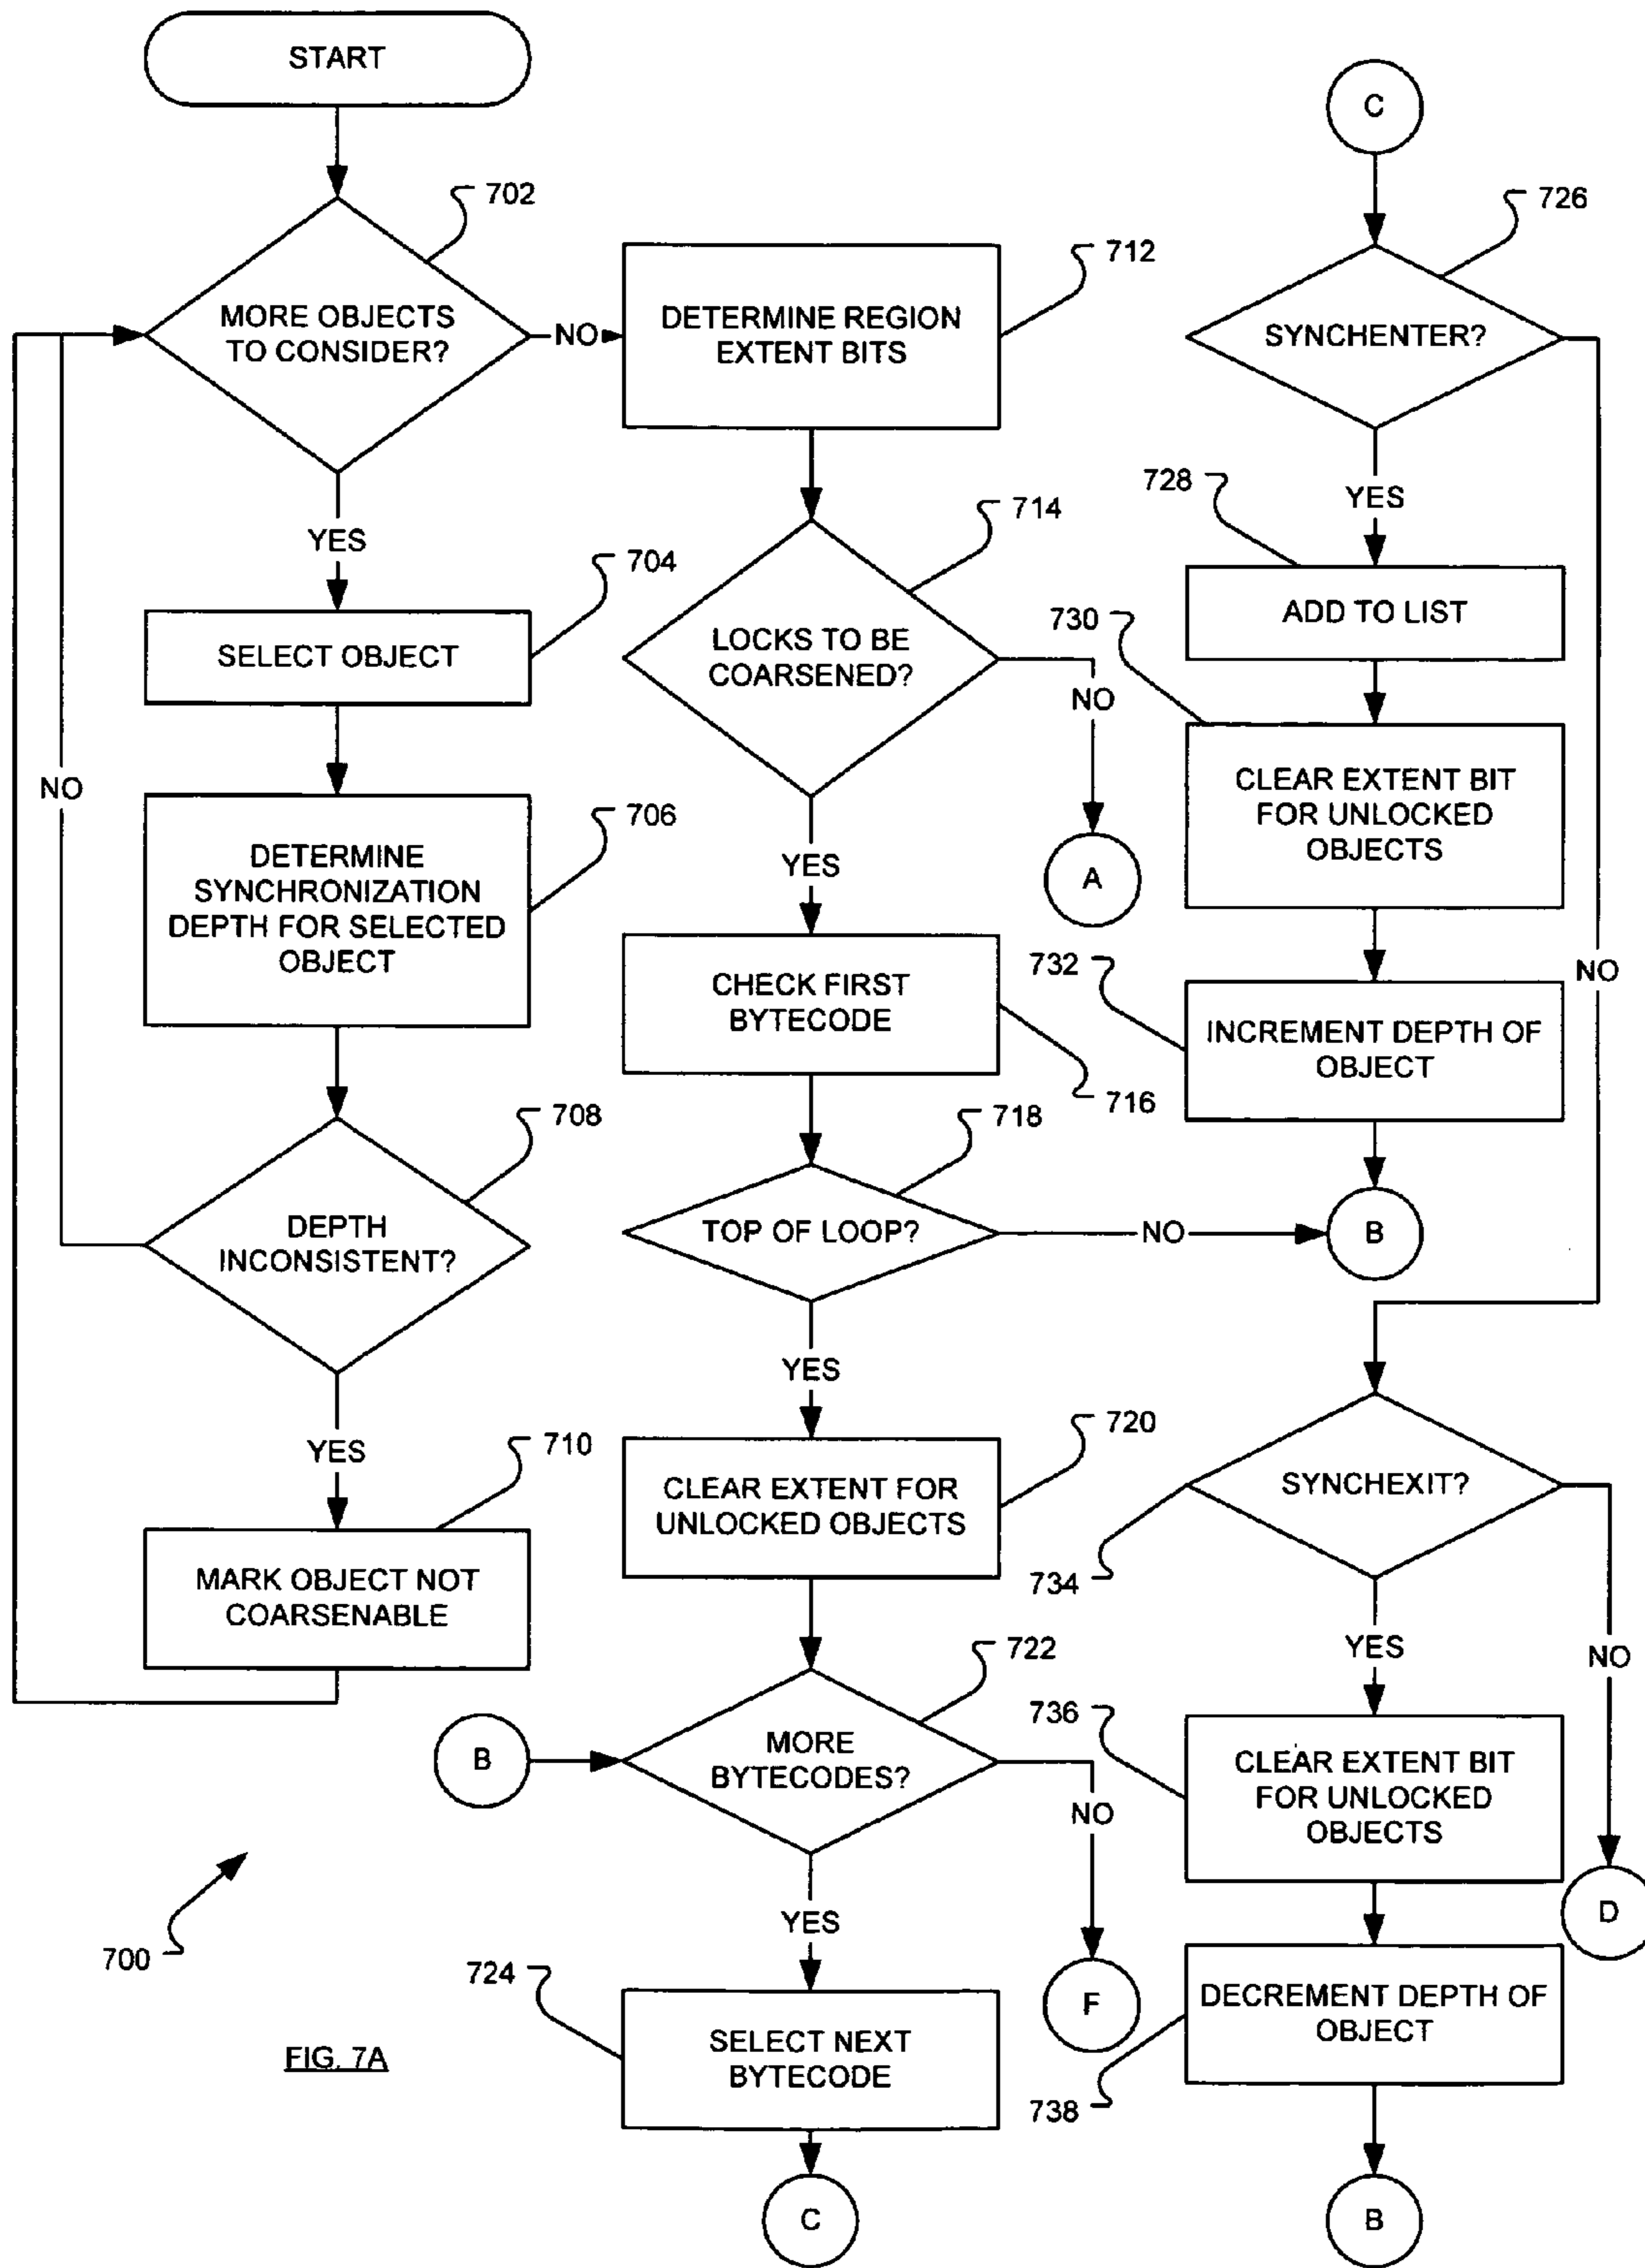 START
702
MORE OBJECTS
TO CONSIDER?
NO
YES
704
SELECT OBJECT
NO
706
DETERMINE
SYNCHRONIZATION
DEPTH FOR SELECTED
OBJECT
708
DEPTH
INCONSISTENT?
YES
710
MARK OBJECT NOT
COARSENABLE
700
FIG. 7A
712
DETERMINE REGION
EXTENT BITS
714
LOCKS TO BE
COARSENED?
NO
A
YES
CHECK FIRST
BYTECODE
716
718
TOP OF LOOP?
NO
B
YES
720
CLEAR EXTENT FOR
UNLOCKED OBJECTS
722
B
MORE
BYTECODES?
NO
F
YES
724
SELECT NEXT
BYTECODE
C
C
726
SYNCHENTER?
NO
YES
728
ADD TO LIST
730
CLEAR EXTENT BIT
FOR UNLOCKED
OBJECTS
732
INCREMENT DEPTH OF
OBJECT
SYNCHEXIT?
734
NO
D
YES
736
CLEAR EXTENT BIT
FOR UNLOCKED
OBJECTS
DECREMENT DEPTH OF
OBJECT
738
B